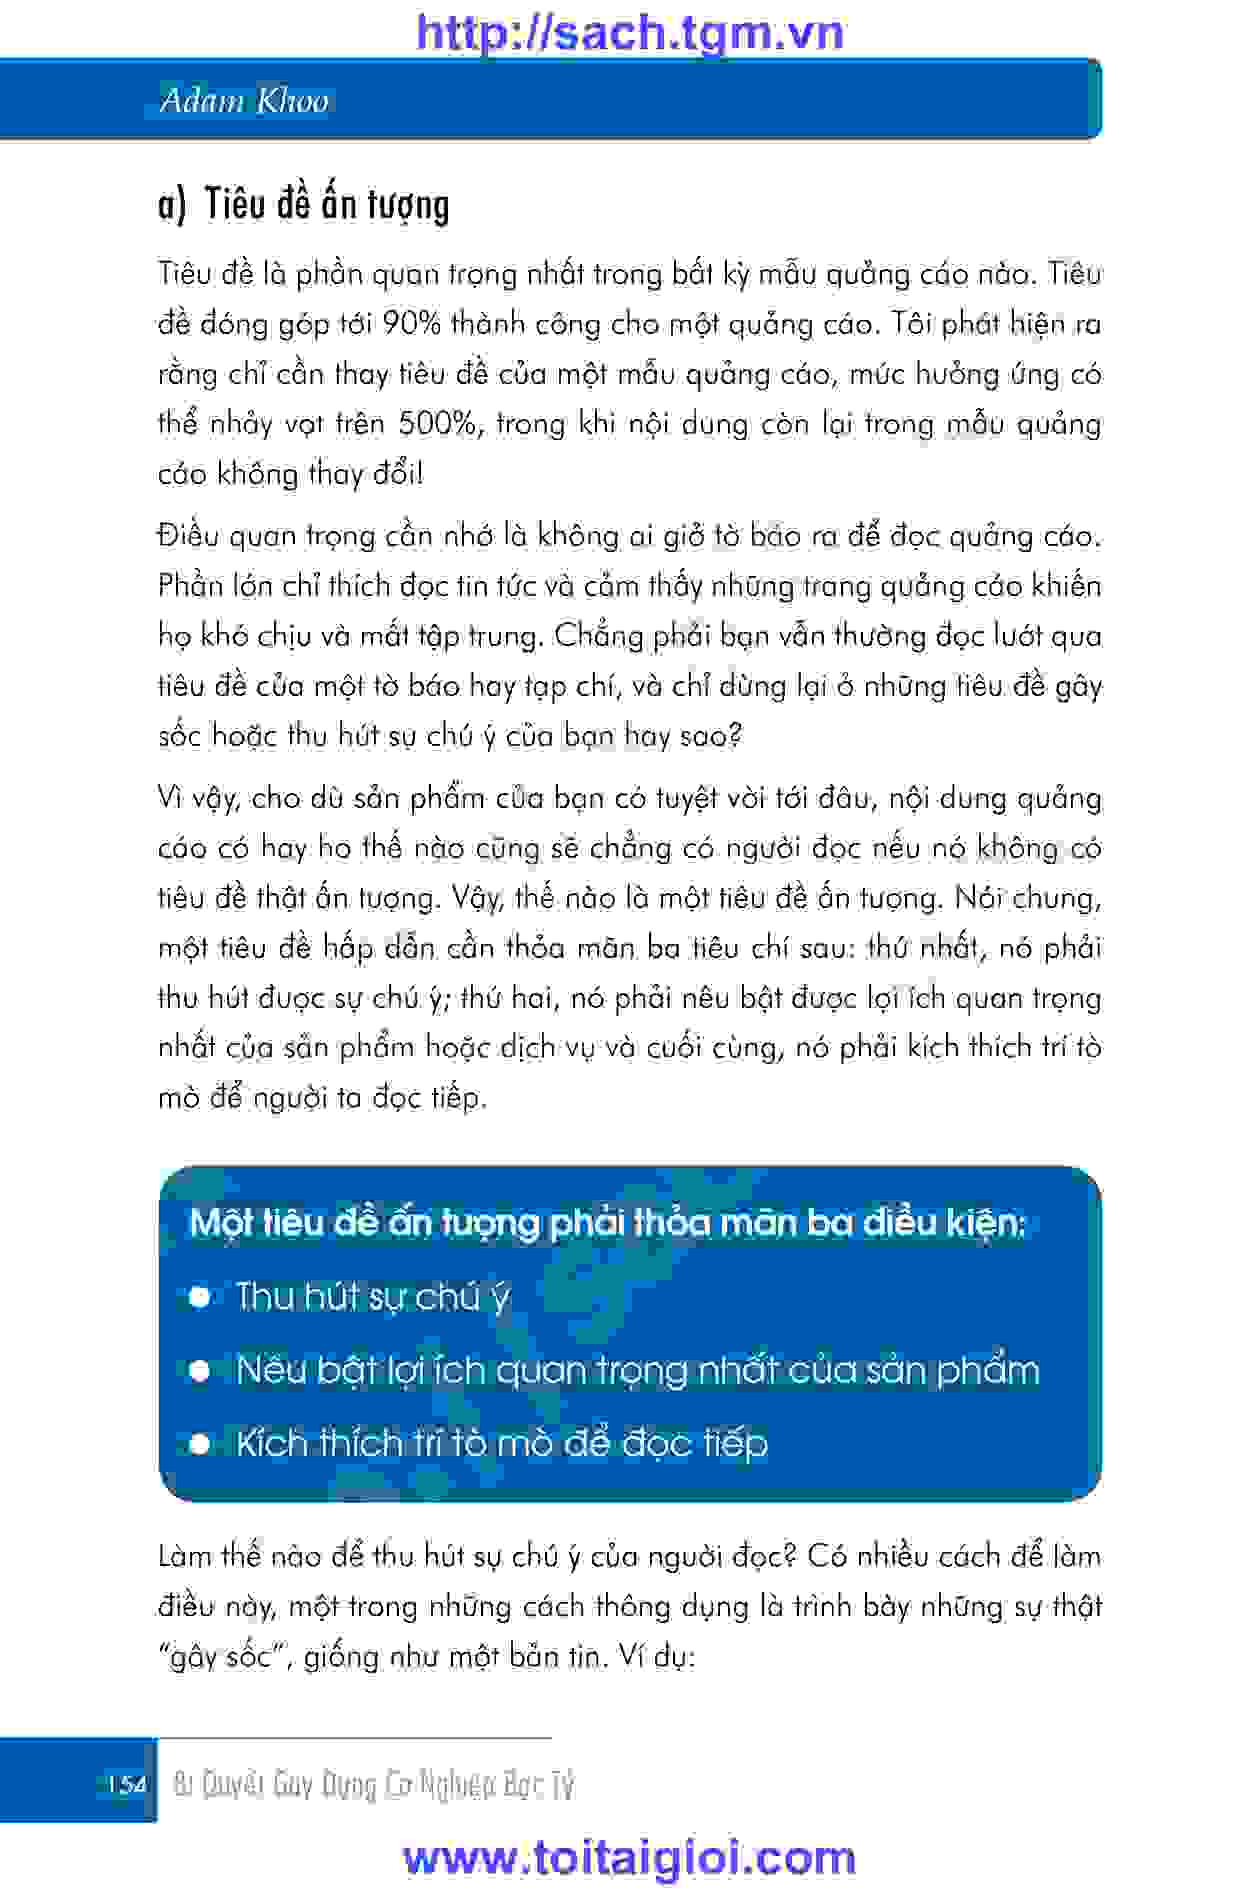 http://sach.tgm.vn
Adam Khoo
a) Tiêu đề ấn tượng
Tiêu đề là phần quan trọng nhất trong bất kỳ mẫu quảng cáo nào. Tiêu
đề đóng góp tới 90% thành công cho một quảng cáo. Tôi phát hiện ra
rằng chỉ cần thay tiêu đề của một mẫu quảng cáo, mức hưởng ứng có
thể nhảy vọt trên 500%, trong khi nội dung còn lại trong mẫu quảng
cáo không thay đổi!
Điều quan trọng cần nhớ là không ai giở tờ báo ra để đọc quảng cáo.
Phần lớn chỉ thích đọc tin tức và cảm thấy những trang quảng cáo khiến
họ khó chịu và mất tập trung. Chẳng phải bạn vẫn thường đọc lướt qua
tiêu đề của một tờ báo hay tạp chí, và chỉ dừng lại ở những tiêu đề gây
sốc hoặc thu hút sự chú ý của bạn hay sao?
Vì vậy, cho dù sản phẩm của bạn có tuyệt vời tới đâu, nội dung quảng
cáo có hay ho thế nào cũng sẽ chẳng có người đọc nếu nó không có
tiêu đề thật ấn tượng. Vậy, thế nào là một tiêu đề ấn tượng. Nói chung,
một tiêu đề hấp dẫn cần thỏa mãn ba tiêu chí sau: thứ nhất, nó phải
thu hút được sự chú ý; thứ hai, nó phải nêu bật được lợi ích quan trọng
nhất của sản phẩm hoặc dịch vụ và cuối cùng, nó phải kích thích trí tò
mò để người ta đọc tiếp.
Một tiêu đề ấn tượng phải thỏa mãn ba điều kiện:
● Thu hút sự chú ý
● Nêu bật lợi ích quan trọng nhất của sản phẩm
● Kích thích trí tò mò để đọc tiếp
Làm thế nào để thu hút sự chú ý của người đọc? Có nhiều cách để làm
điều này, một trong những cách thông dụng là trình bày những sự thật
“gây sốc”, giống như một bản tin. Ví dụ:
154 Bí Quyết Gây Dựng Cơ Nghiệp Bạc Tỷ
www.toitaigioi.com